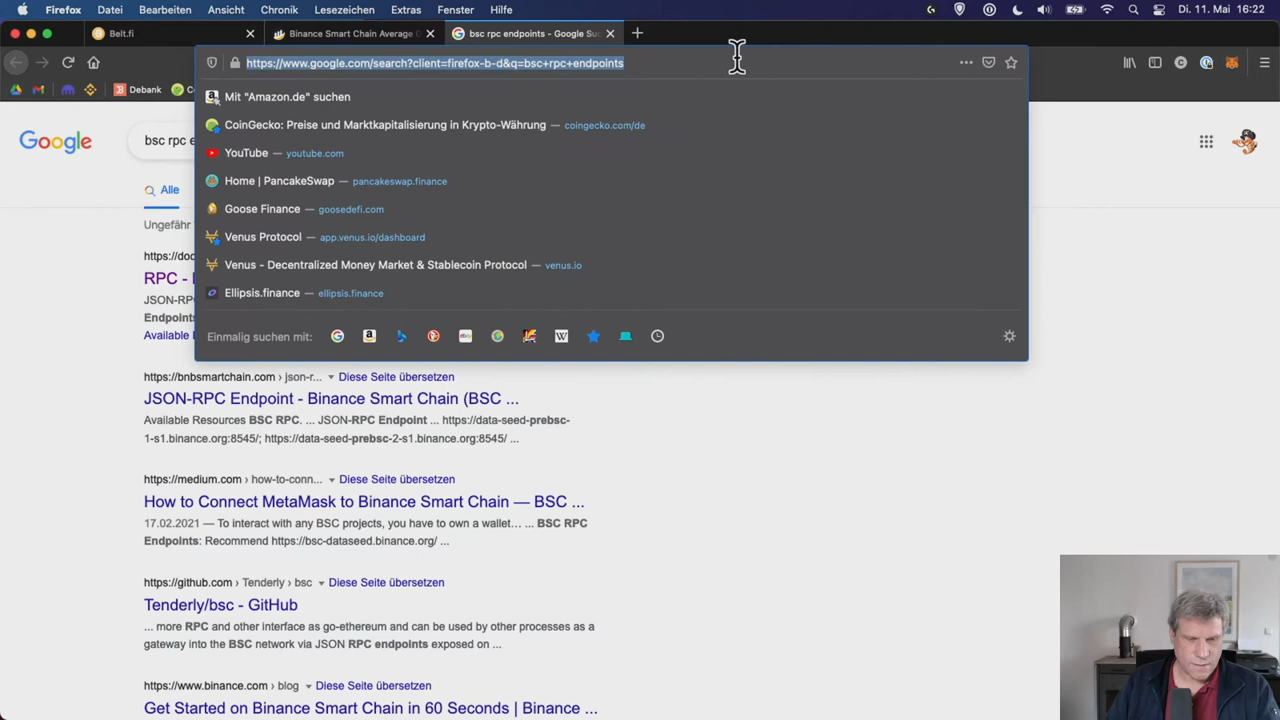 Firefox Datei Bearbeiten Ansicht Chronik Lesezeichen Extras Fenster Hilfe Di. 11. Mai 16:22
Belt.fi Binance Smart Chain Average G bsc rpc endpoints - Google Suc
https://www.google.com/search?client=firefox-b-d&q=bsc+rpc+endpoints
Debank
Mit "Amazon.de" suchen
CoinGecko: Preise und Marktkapitalisierung in Krypto-Währung — coingecko.com/de
YouTube — youtube.com
Home | PancakeSwap — pancakeswap.finance
Goose Finance — goosedefi.com
Venus Protocol — app.venus.io/dashboard
Venus - Decentralized Money Market & Stablecoin Protocol — venus.io
Ellipsis.finance — ellipsis.finance
Einmalig suchen mit:
Google
bsc rpc e
Alle
Ungefähr
https://doc
RPC -
JSON-RPC
Endpoints
Available
https://bnbsmartchain.com › json-r... Diese Seite übersetzen
JSON-RPC Endpoint - Binance Smart Chain (BSC ...
Available Resources BSC RPC. ... JSON-RPC Endpoint ... https://data-seed-prebsc-
1-s1.binance.org:8545/; https://data-seed-prebsc-2-s1.binance.org:8545/ ...
https://medium.com › how-to-conn... Diese Seite übersetzen
How to Connect MetaMask to Binance Smart Chain — BSC ...
17.02.2021 — To interact with any BSC projects, you have to own a wallet… ... BSC RPC
Endpoints: Recommend https://bsc-dataseed.binance.org/ ...
https://github.com › Tenderly › bsc Diese Seite übersetzen
Tenderly/bsc - GitHub
... more RPC and other interface as go-ethereum and can be used by other processes as a
gateway into the BSC network via JSON RPC endpoints exposed on ...
https://www.binance.com › blog Diese Seite übersetzen
Get Started on Binance Smart Chain in 60 Seconds | Binance ...